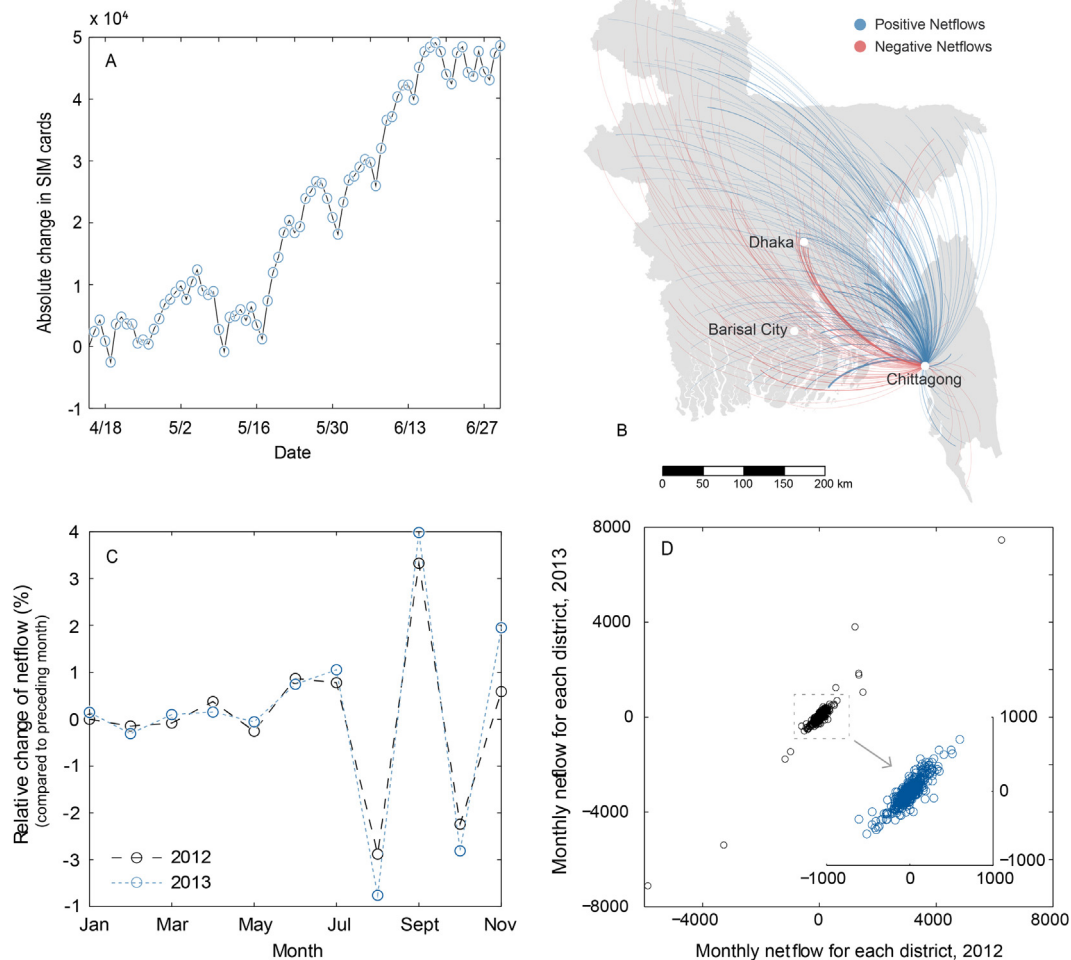 x 10⁴
A
5
4
3
2
1
0
-1
Absolute change in SIM cards
4/18 5/2 5/16 5/30 6/13 6/27
Date
Positive Netflows
Negative Netflows
Dhaka
Barisal City
Chittagong
B
0 50 100 150 200 km
C
4
3
2
1
0
-1
-2
-3
-1
Relative change of netflow (%)
(compared to preceding month)
2012
2013
Jan Mar May Jul Sept Nov
Month
D
8000
4000
0
−4000
−8000
Monthly netflow for each district, 2013
1000
0
−1000
−1000 0 1000
−4000 0 4000 8000
Monthly netflow for each district, 2012